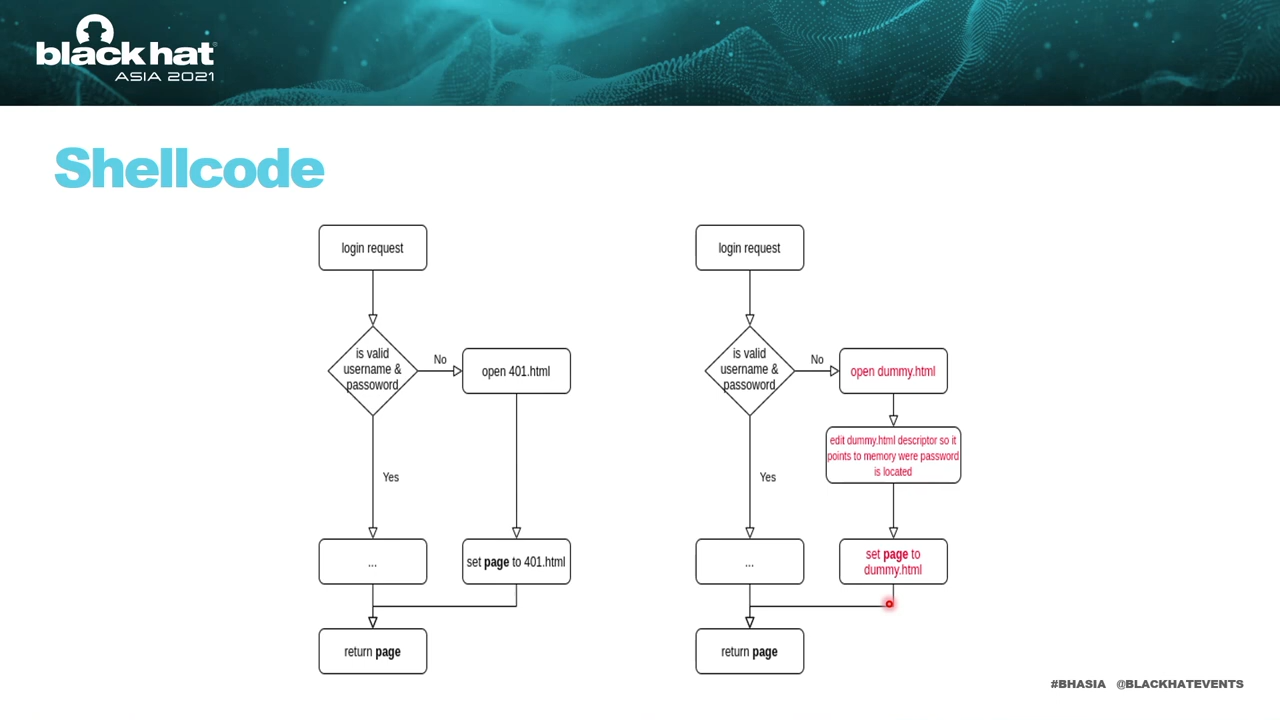 black hat
ASIA 2021
Shellcode
login request
is valid
username &
passoword
No
open 401.html
Yes
...
set page to 401.html
return page
login request
is valid
username &
passoword
No
open dummy.html
edit dummy.html descriptor so it
points to memory were password
is located
Yes
...
set page to
dummy.html
return page
#BHASIA @BLACKHATEVENTS